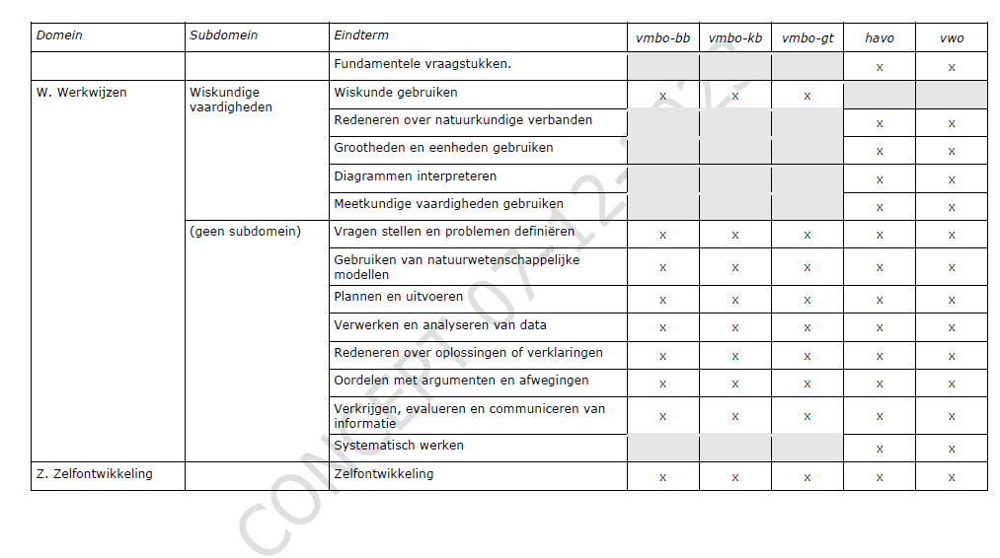 Domein Subdomein Eindterm vmbo-bb vmbo-kb vmbo-gt havo vwo
Fundamentele vraagstukken. x x
W. Werkwijzen Wiskundige vaardigheden Wiskunde gebruiken x x x
Redeneren over natuurkundige verbanden x x
Grootheden en eenheden gebruiken x x
Diagrammen interpreteren x x
Meetkundige vaardigheden gebruiken x x
(geen subdomein) Vragen stellen en problemen definiëren x x x x x
Gebruiken van natuurwetenschappelijke
modellen x x x x x
Plannen en uitvoeren x x x x x
Verwerken en analyseren van data x x x x x
Redeneren over oplossingen of verklaringen x x x x x
Oordelen met argumenten en afwegingen x x x x x
Verkrijgen, evalueren en communiceren van
informatie x x x x x
Systematisch werken x x
Z. Zelfontwikkeling Zelfontwikkeling x x x x x
CONCEPT 07-12-